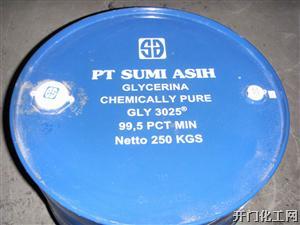 SA
PT SUMI ASIH
GLYCERINA
CHEMICALLY PURE
GLY 3025®
99,5 PCT MIN
Netto 250 KGS
开门化工网